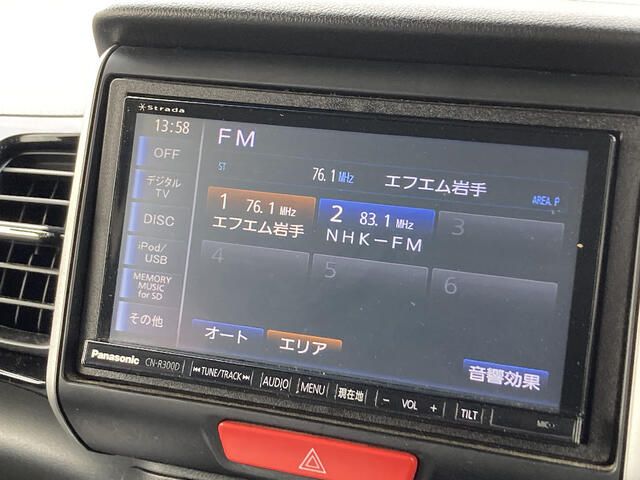 Strada
13:58
FM
OFF
ST 76.1 MHz エフエム岩手 AREA. P
デジタル
TV
1 76.1 MHz
エフエム岩手
2 83.1 MHz
NHK-FM
3
DISC
iPod/
USB
4
5
6
MEMORY
MUSIC
for SD
その他
オート
エリア
音響効果
Panasonic CN-R300D TUNE/TRACK AUDIO MENU 現在地 － VOL ＋ TILT MIC